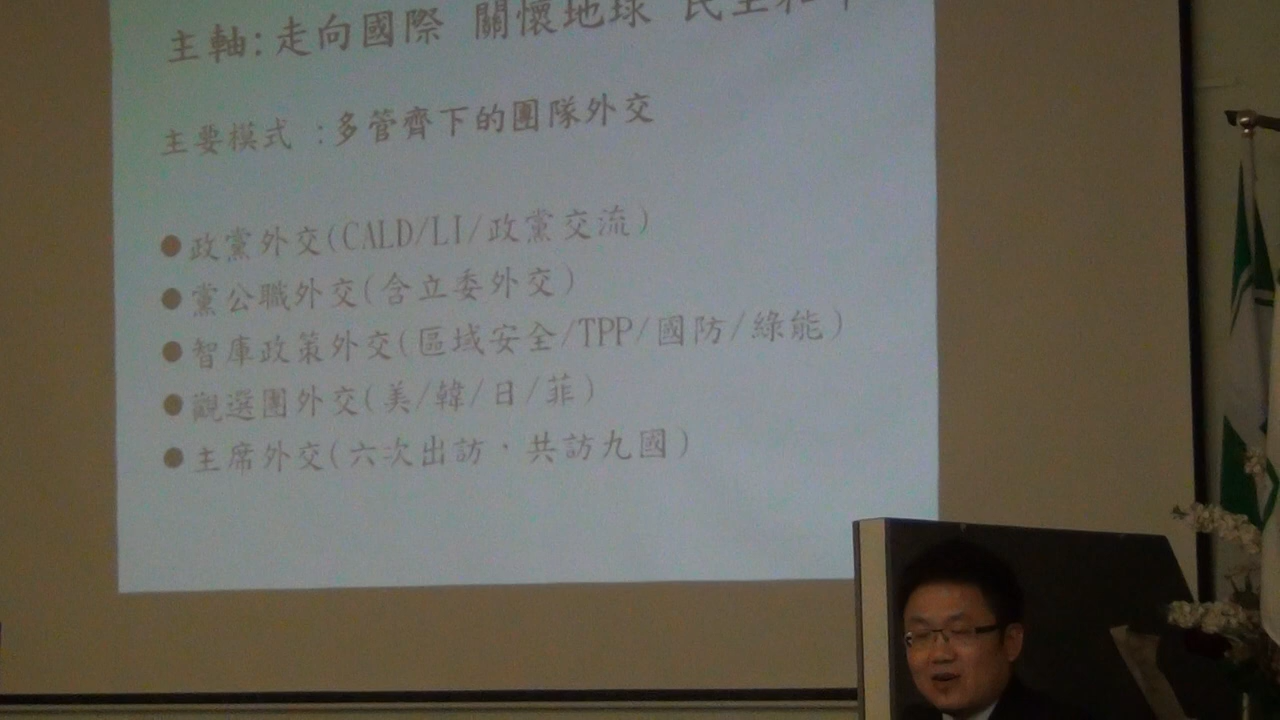 主軸:走向國際 關懷地球 民主和平
主要模式 :多管齊下的團隊外交
●政黨外交(CALD/LI/政黨交流)
●黨公職外交(含立委外交)
●智庫政策外交(區域安全/TPP/國防/綠能)
●觀選團外交(美/韓/日/菲)
●主席外交(六次出訪，共訪九國)